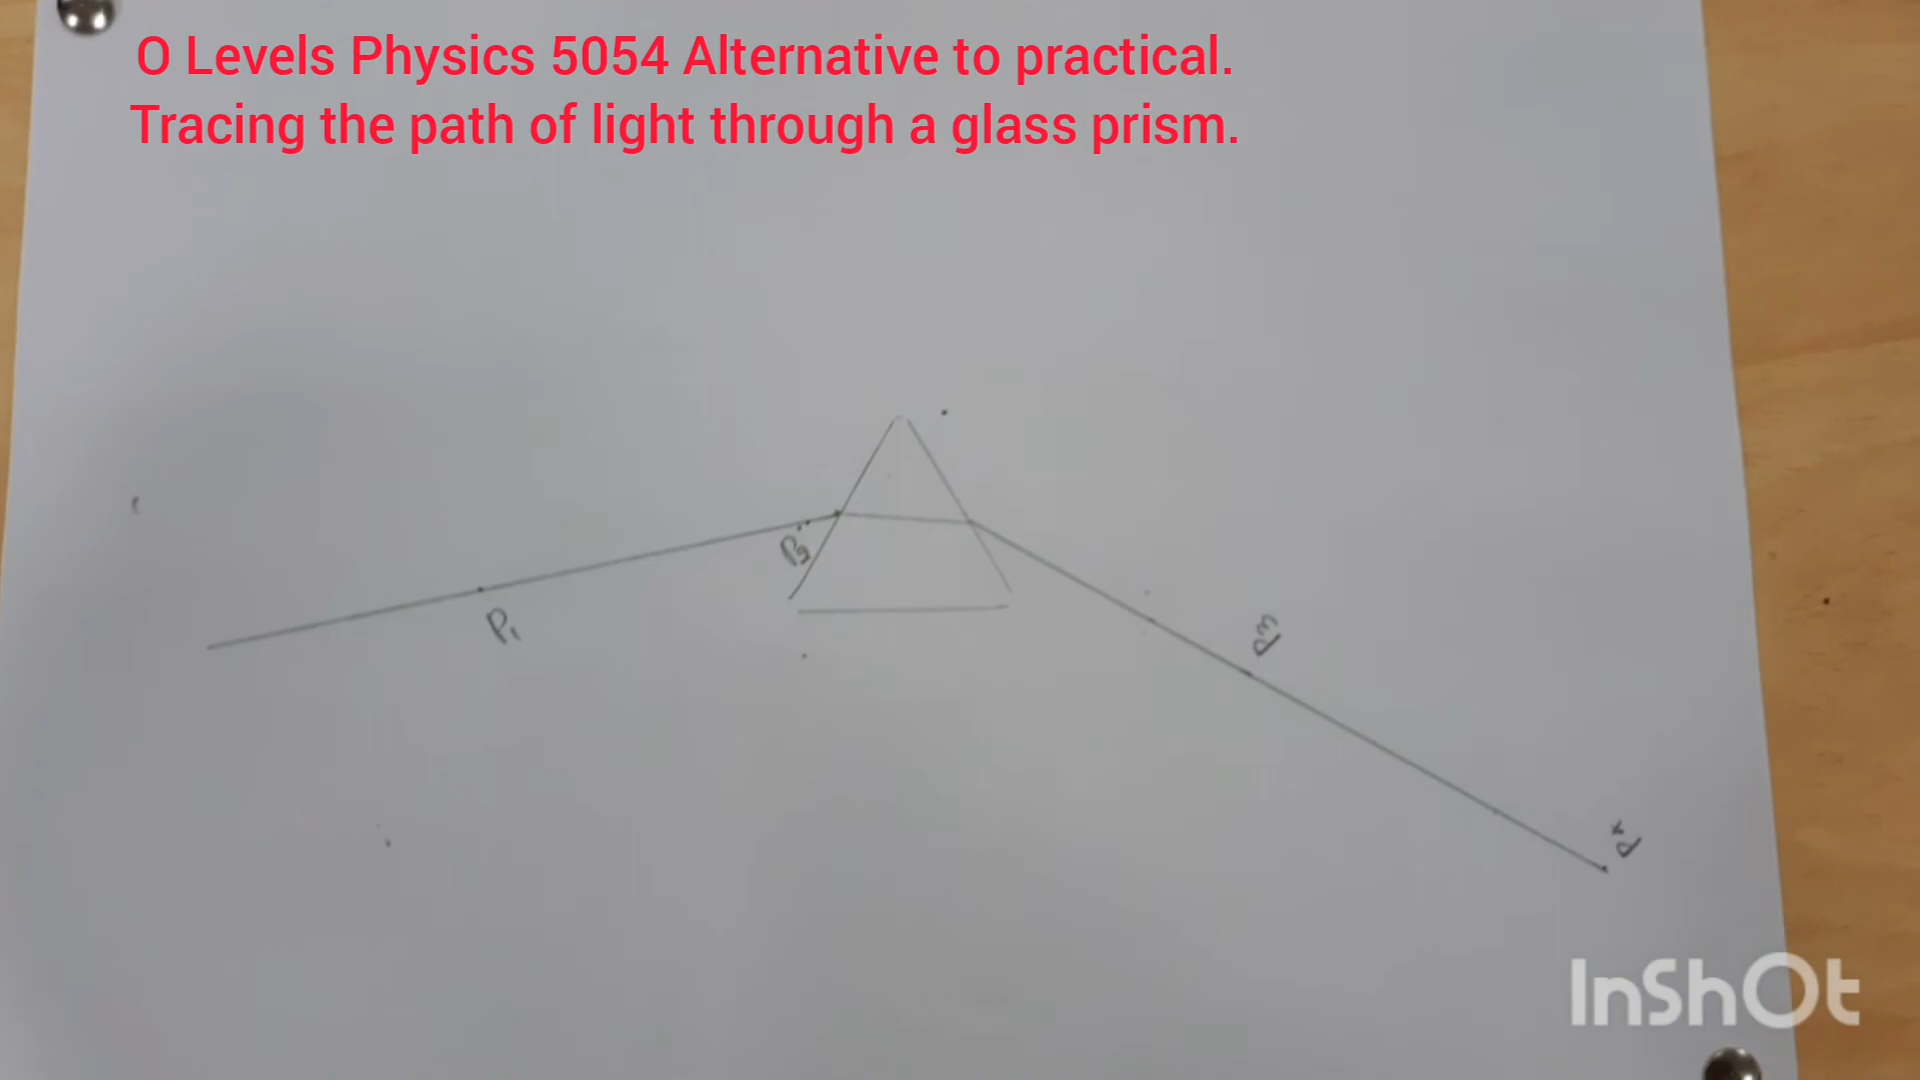 O Levels Physics 5054 Alternative to practical.
Tracing the path of light through a glass prism.
P1
P2
P3
P4
InShOt